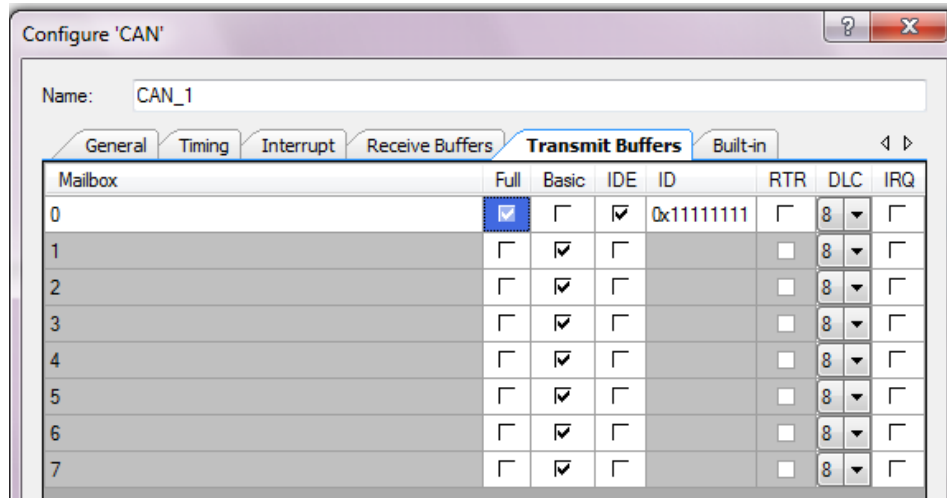 Configure 'CAN'
Name: CAN_1
General Timing Interrupt Receive Buffers Transmit Buffers Built-in
Mailbox Full Basic IDE ID RTR DLC IRQ
0 0x11111111 8
1 8
2 8
3 8
4 8
5 8
6 8
7 8